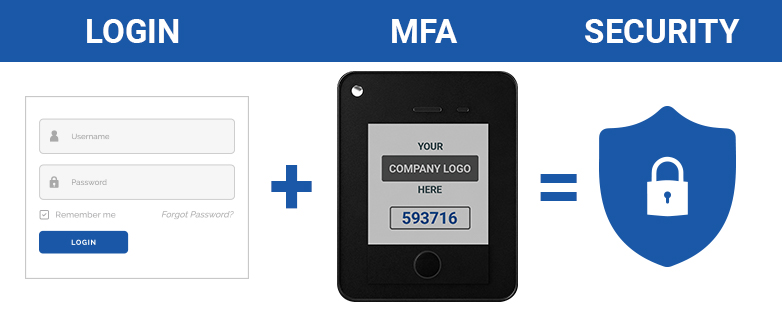 LOGIN MFA SECURITY
Username
Password
Remember me Forgot Password?
LOGIN
YOUR
COMPANY LOGO
HERE
593716